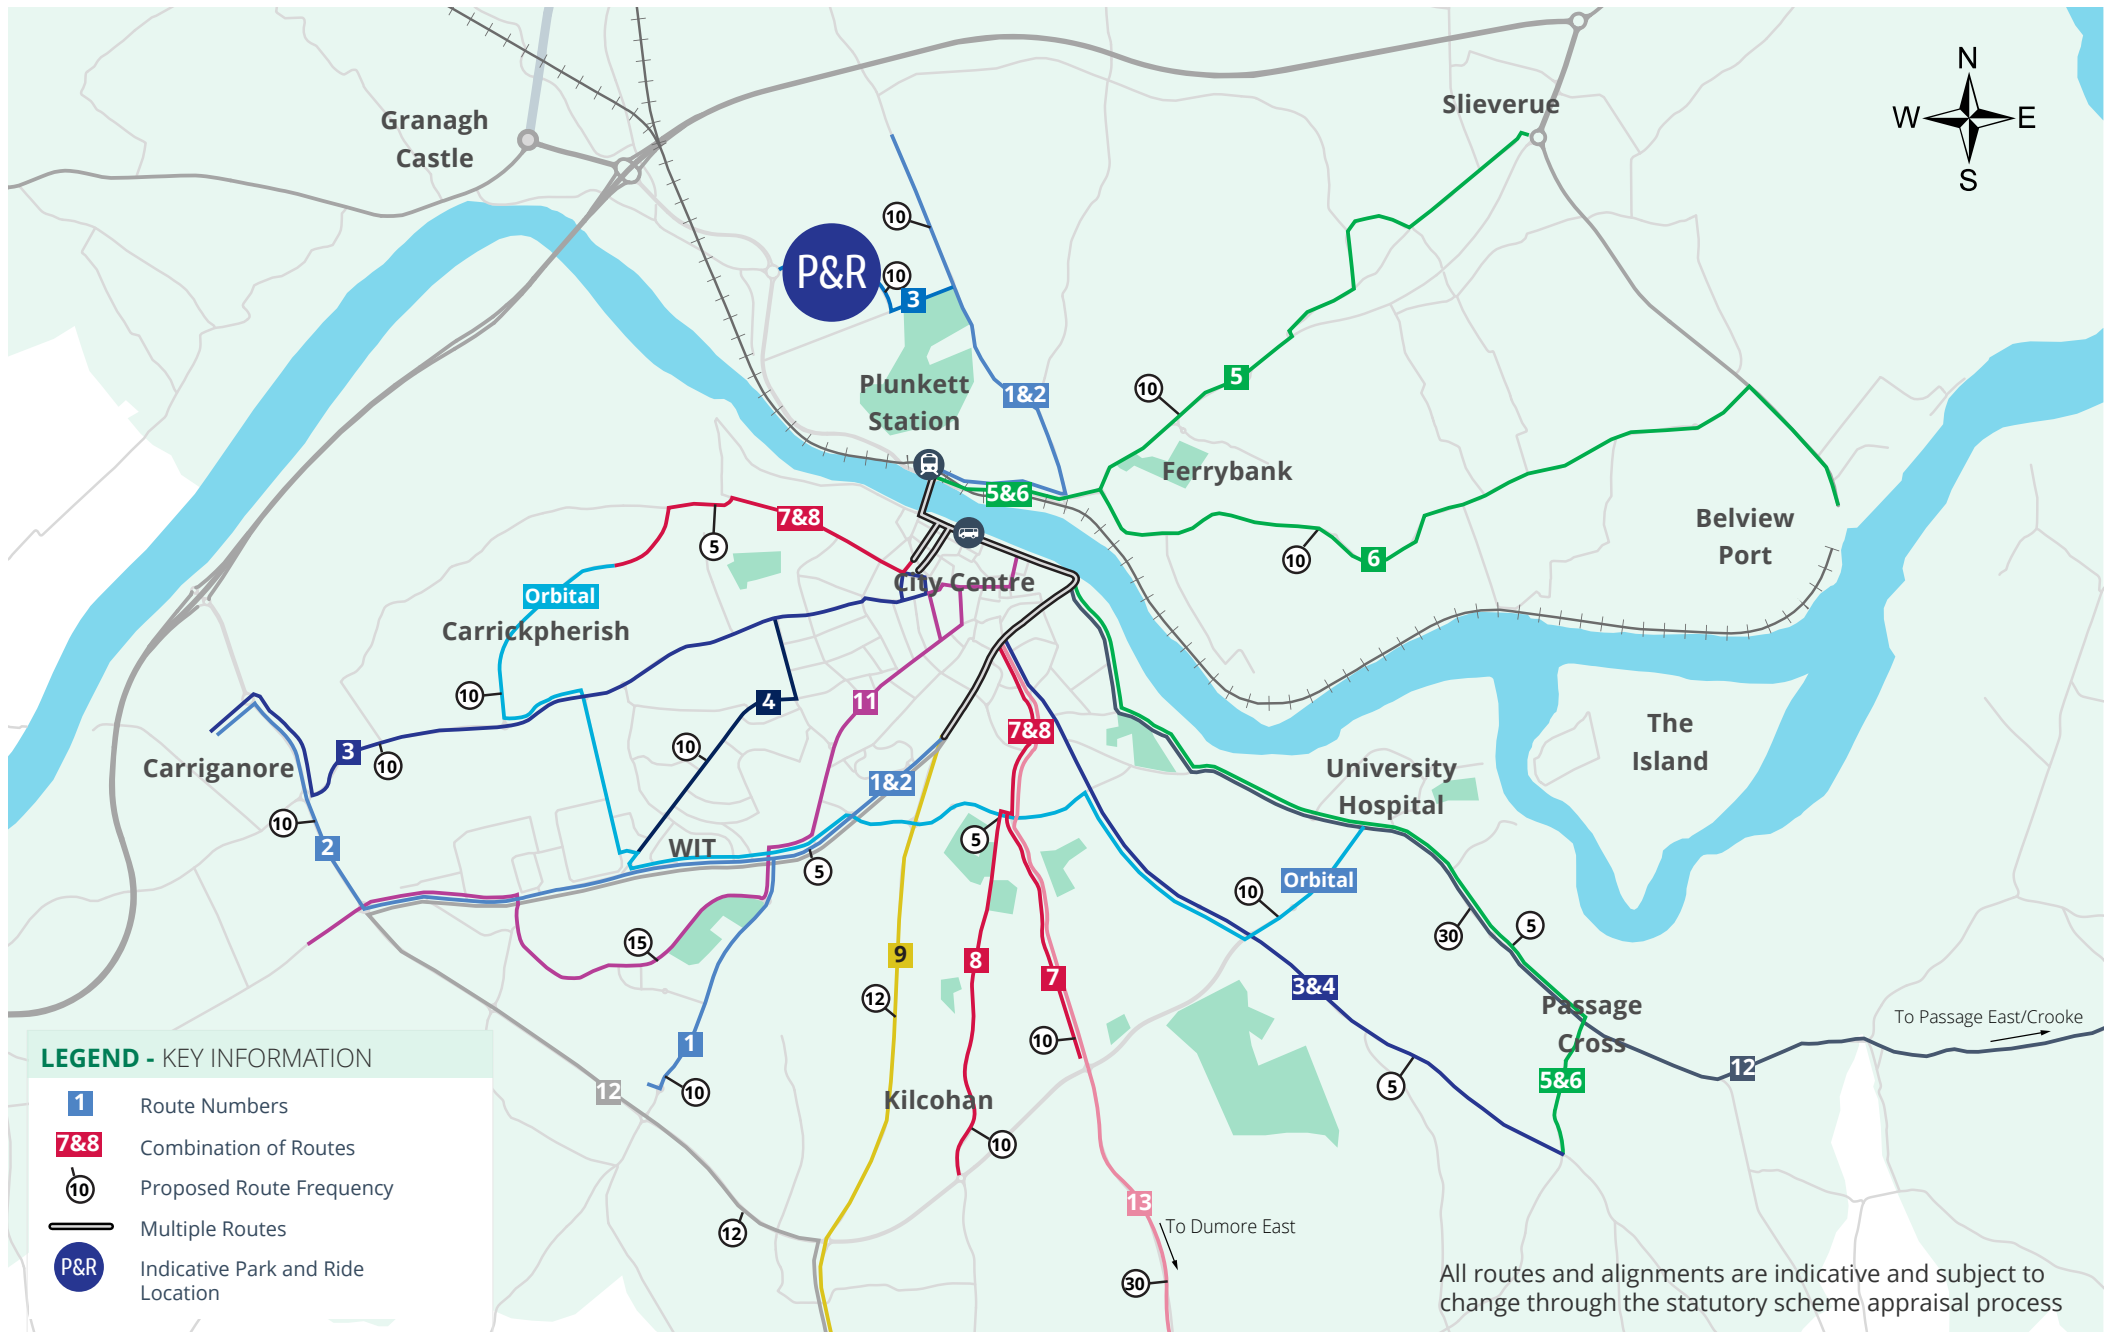 Granagh
Castle
Slieverue
N
W
E
S
10
P&R
10
3
Plunkett
Station
1&2
10
5
Ferrybank
5&6
10
6
Belview
Port
7&8
5
City Centre
Orbital
Carrickpherish
10
4
11
10
7&8
3
10
Carriganore
10
2
1&2
WIT
5
5
The
Island
University
Hospital
Orbital
10
30
5
15
9
8
7
12
10
3&4
Passage
Cross
To Passage East/Crooke
12
5&6
5
1
10
12
Kilcohan
10
12
13
To Dumore East
30
LEGEND - KEY INFORMATION
1 Route Numbers
7&8 Combination of Routes
10 Proposed Route Frequency
Multiple Routes
P&R Indicative Park and Ride
Location
All routes and alignments are indicative and subject to
change through the statutory scheme appraisal process